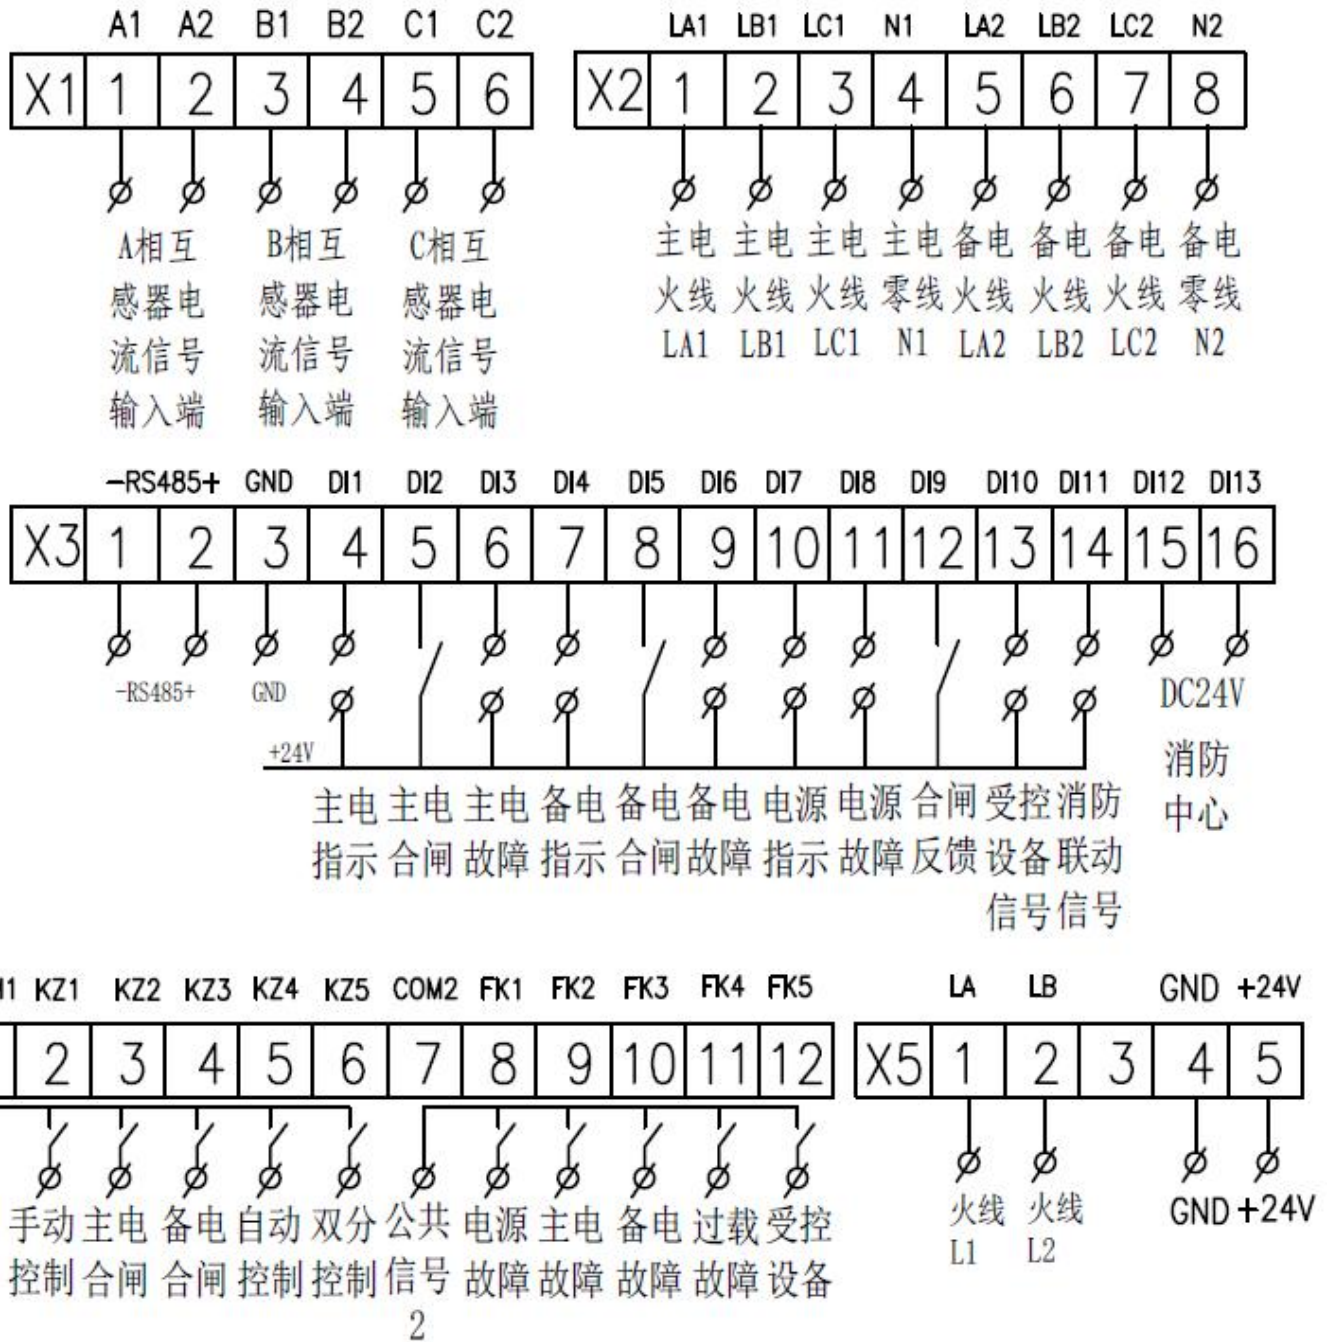 A1 A2 B1 B2 C1 C2
X1 1 2 3 4 5 6
A相互 B相互 C相互
感器电 感器电 感器电
流信号 流信号 流信号
输入端 输入端 输入端
LA1 LB1 LC1 N1 LA2 LB2 LC2 N2
X2 1 2 3 4 5 6 7 8
主电 主电 主电 主电 备电 备电 备电 备电
火线 火线 火线 零线 火线 火线 火线 零线
LA1 LB1 LC1 N1 LA2 LB2 LC2 N2
-RS485+ GND DI1 DI2 DI3 DI4 DI5 DI6 DI7 DI8 DI9 DI10 DI11 DI12 DI13
X3 1 2 3 4 5 6 7 8 9 10 11 12 13 14 15 16
-RS485+ GND DC24V
+24V 消防
中心
主电 主电 主电 备电 备电 备电 电源 电源 合闸 受控 消防
指示 合闸 故障 指示 合闸 故障 指示 故障 反馈 设备 联动
信号 信号
KZ1 KZ2 KZ3 KZ4 KZ5 COM2 FK1 FK2 FK3 FK4 FK5
2 3 4 5 6 7 8 9 10 11 12
手动 主电 备电 自动 双分 公共 电源 主电 备电 过载 受控
控制 合闸 合闸 控制 控制 信号 故障 故障 故障 故障 设备
2
LA LB GND +24V
X5 1 2 3 4 5
火线 火线 GND +24V
L1 L2